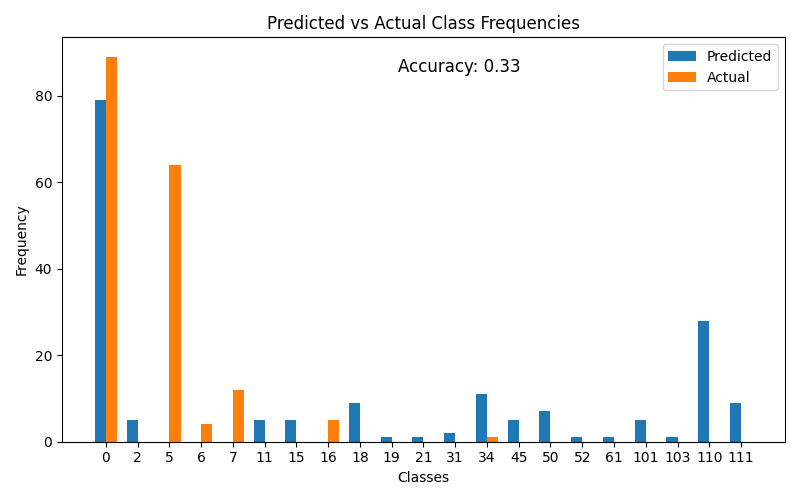 Predicted vs Actual Class Frequencies
Accuracy: 0.33
Predicted
Actual
80
60
40
20
0
Frequency
0 2 5 6 7 11 15 16 18 19 21 31 34 45 50 52 61 101 103 110 111
Classes